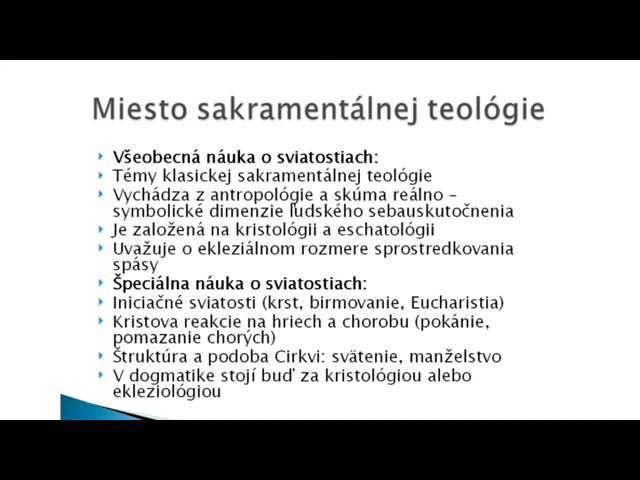 Miesto sakramentálnej teológie
Všeobecná náuka o sviatostiach:
Témy klasickej sakramentálnej teológie
Vychádza z antropológie a skúma reálno –
symbolické dimenzie ľudského sebauskutočnenia
Je založená na kristológii a eschatológii
Uvažuje o ekleziálnom rozmere sprostredkovania
spásy
Špeciálna náuka o sviatostiach:
Iniciačné sviatosti (krst, birmovanie, Eucharistia)
Kristova reakcie na hriech a chorobu (pokánie,
pomazanie chorých)
Štruktúra a podoba Cirkvi: svätenie, manželstvo
V dogmatike stojí buď za kristológiou alebo
ekleziológiou